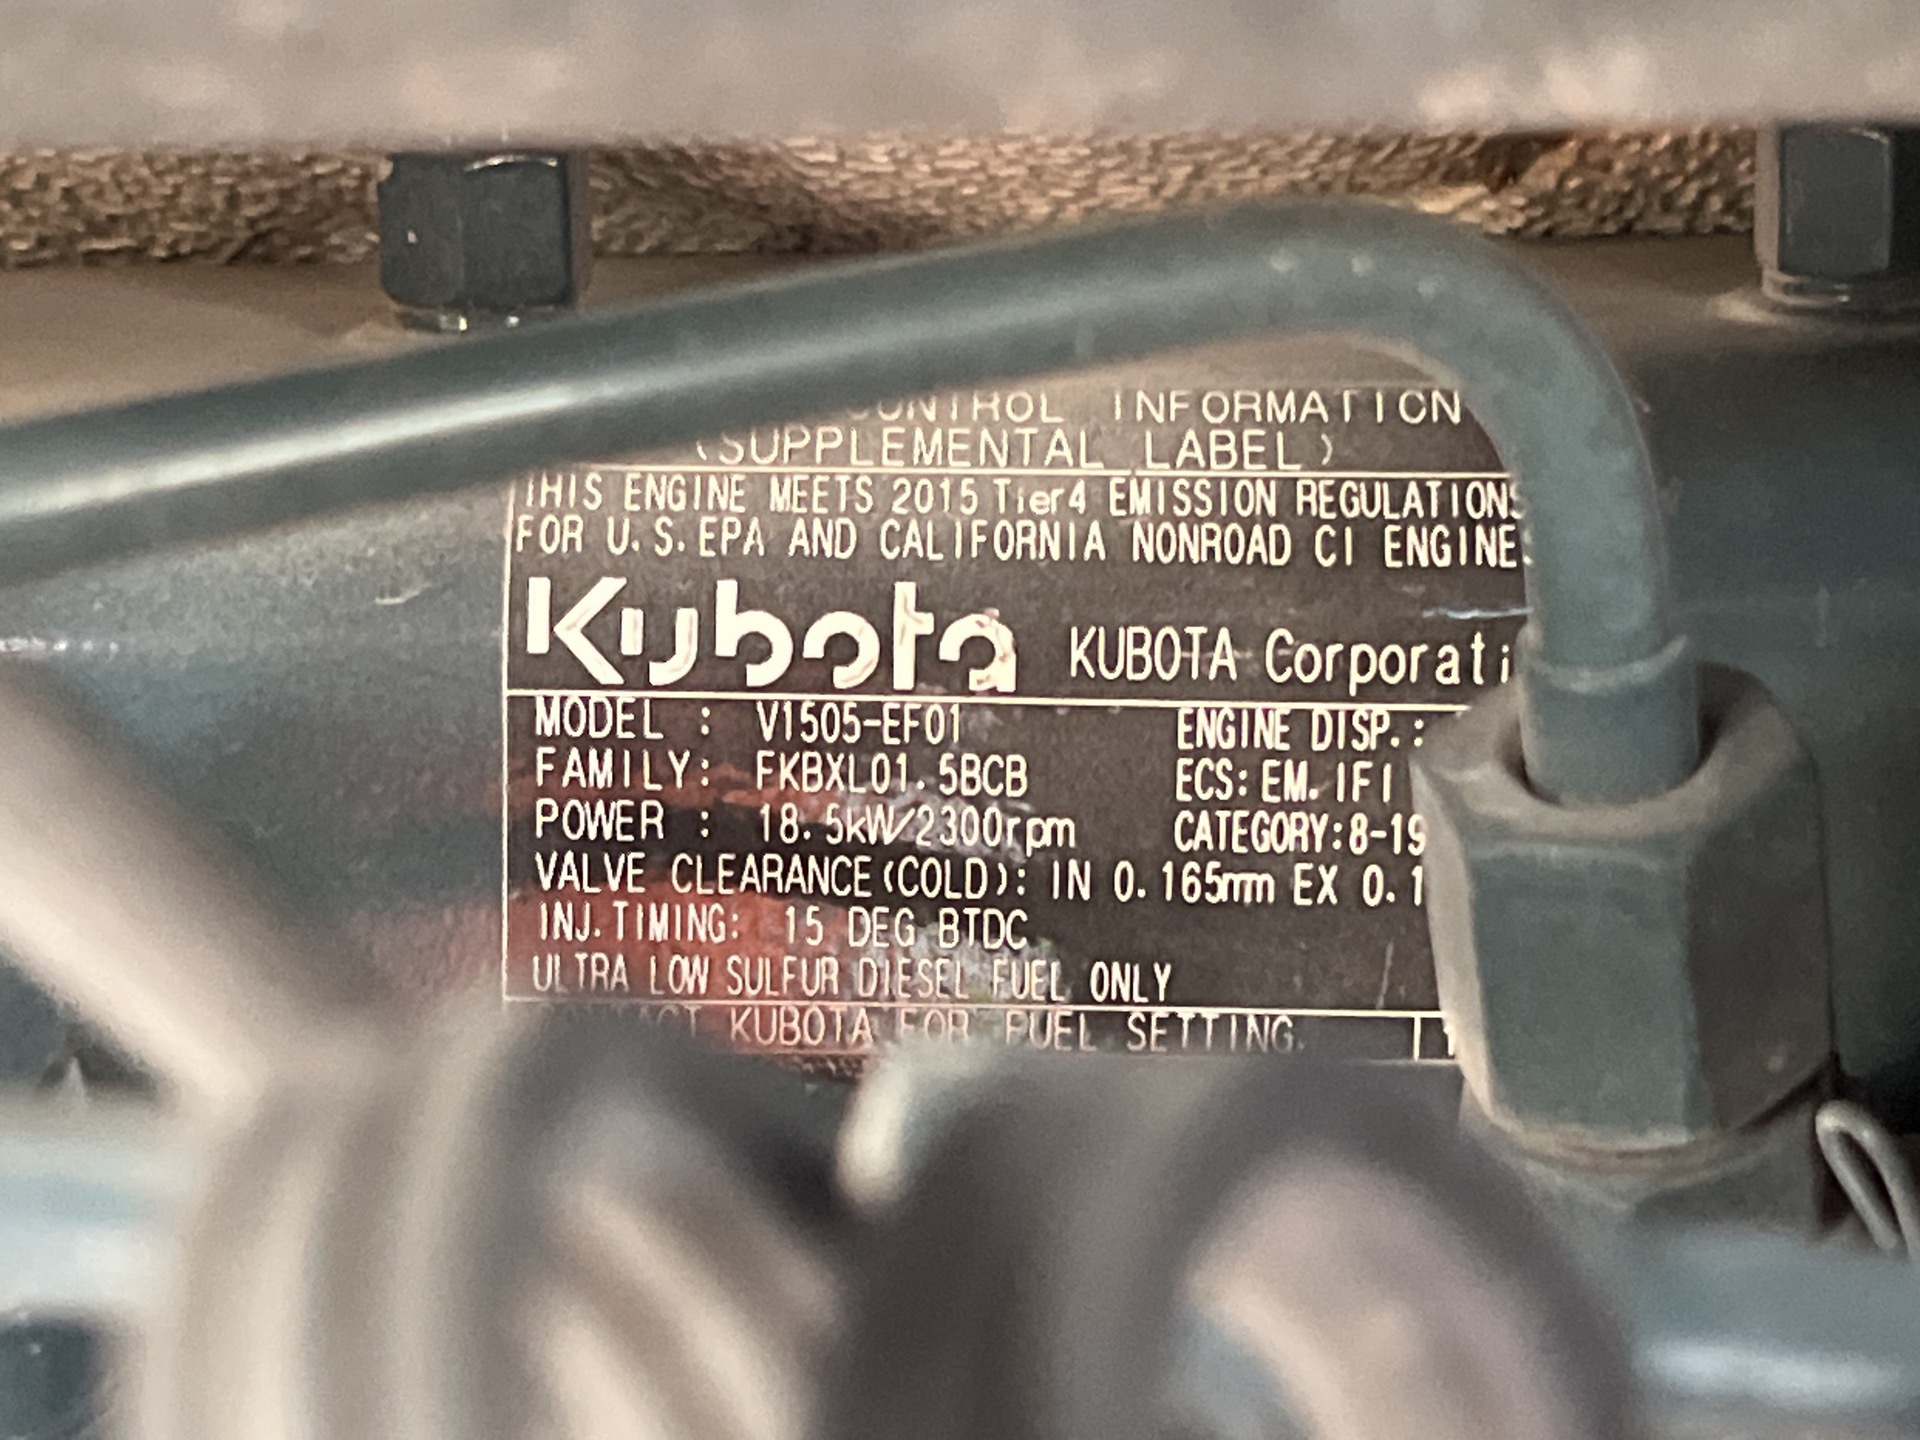 CONTROL INFORMATION
(SUPPLEMENTAL LABEL)
THIS ENGINE MEETS 2015 Tier4 EMISSION REGULATIONS
FOR U.S.EPA AND CALIFORNIA NONROAD CI ENGINE
Kubota KUBOTA Corporati
MODEL : V1505-EF01 ENGINE DISP.:
FAMILY: FKBXL01.5BCB ECS: EM. IFI
POWER : 18.5kW/2300rpm CATEGORY:8-19
VALVE CLEARANCE(COLD): IN 0.165mm EX 0.1
INJ.TIMING: 15 DEG BTDC
ULTRA LOW SULFUR DIESEL FUEL ONLY
CONTACT KUBOTA FOR FUEL SETTING.